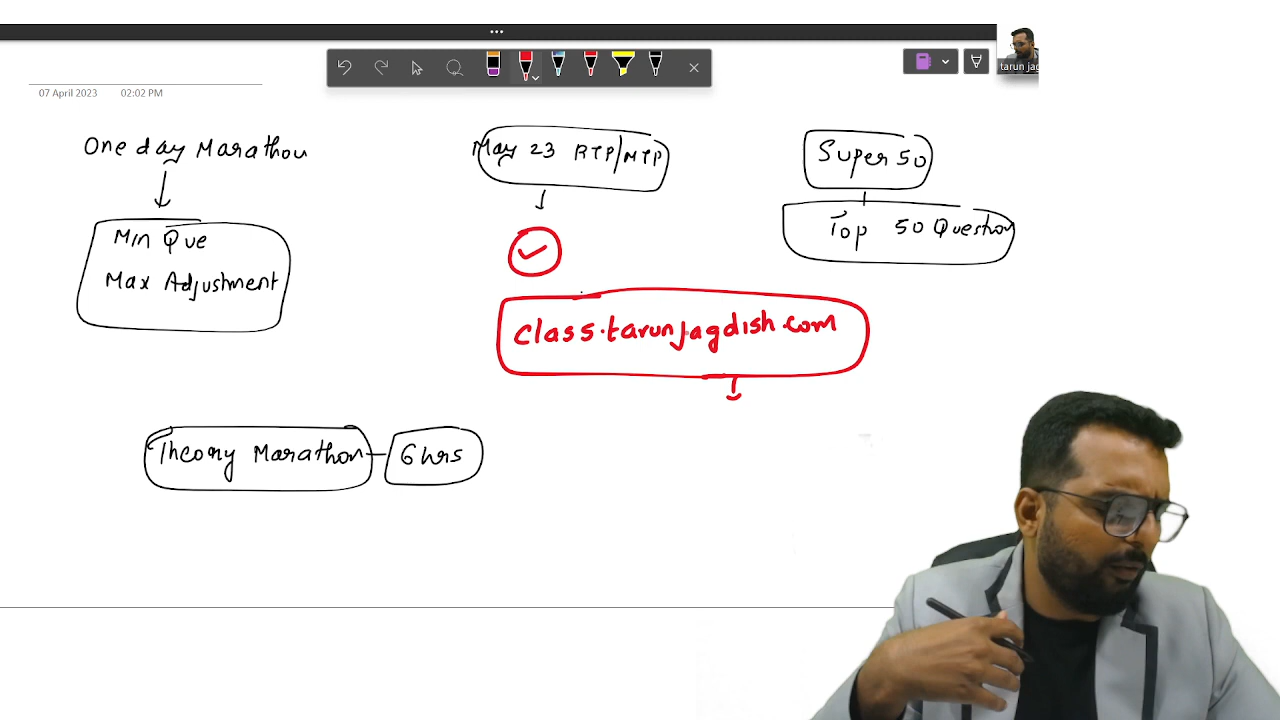 tarun jag
07 April 2023 02:02 PM
One day Marathon
Min Que
Max Adjustment
May 23 RTP/MTP
class.tarunjagdish.com
Super 50
Top 50 Question
Theory Marathon - 6 hrs